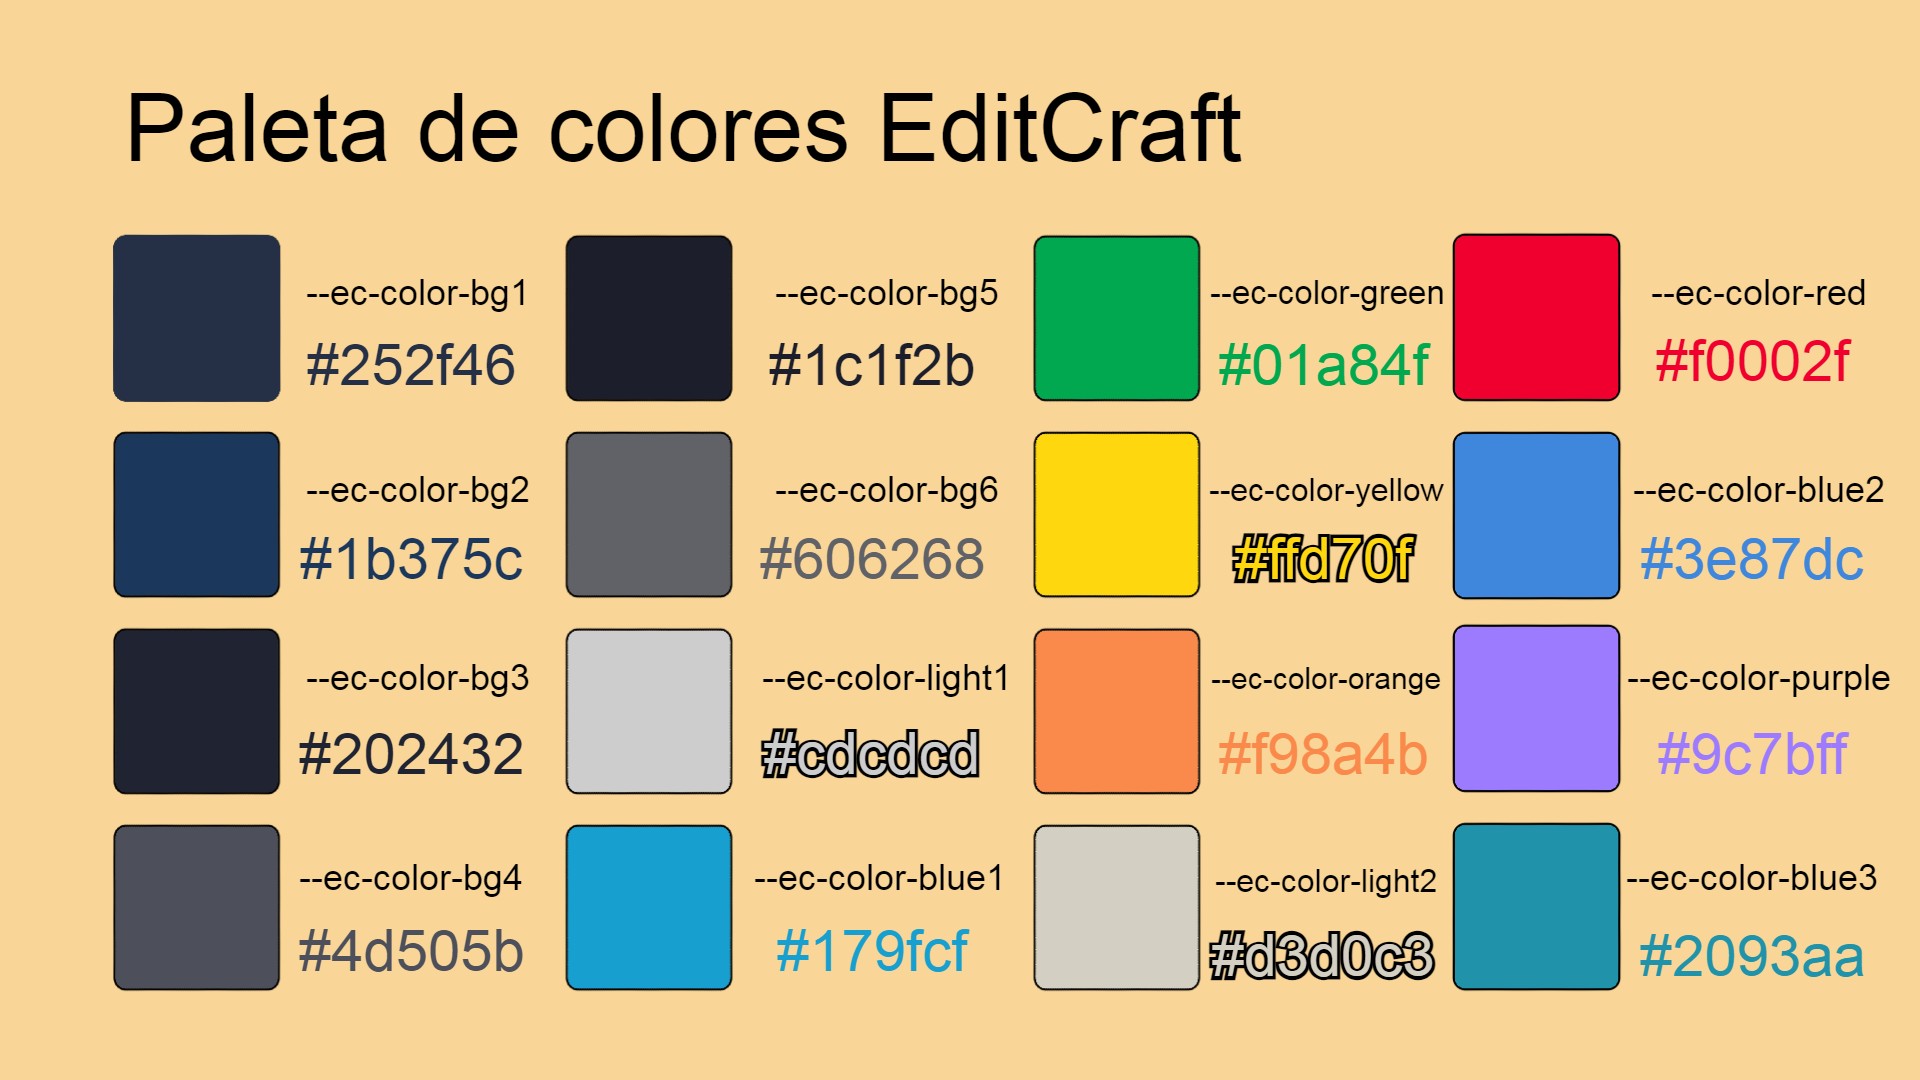 Paleta de colores EditCraft
--ec-color-bg1
#252f46
--ec-color-bg5
#1c1f2b
--ec-color-green
#01a84f
--ec-color-red
#f0002f
--ec-color-bg2
#1b375c
--ec-color-bg6
#606268
--ec-color-yellow
#ffd70f
--ec-color-blue2
#3e87dc
--ec-color-bg3
#202432
--ec-color-light1
#cdcdcd
--ec-color-orange
#f98a4b
--ec-color-purple
#9c7bff
--ec-color-bg4
#4d505b
--ec-color-blue1
#179fcf
--ec-color-light2
#d3d0c3
--ec-color-blue3
#2093aa